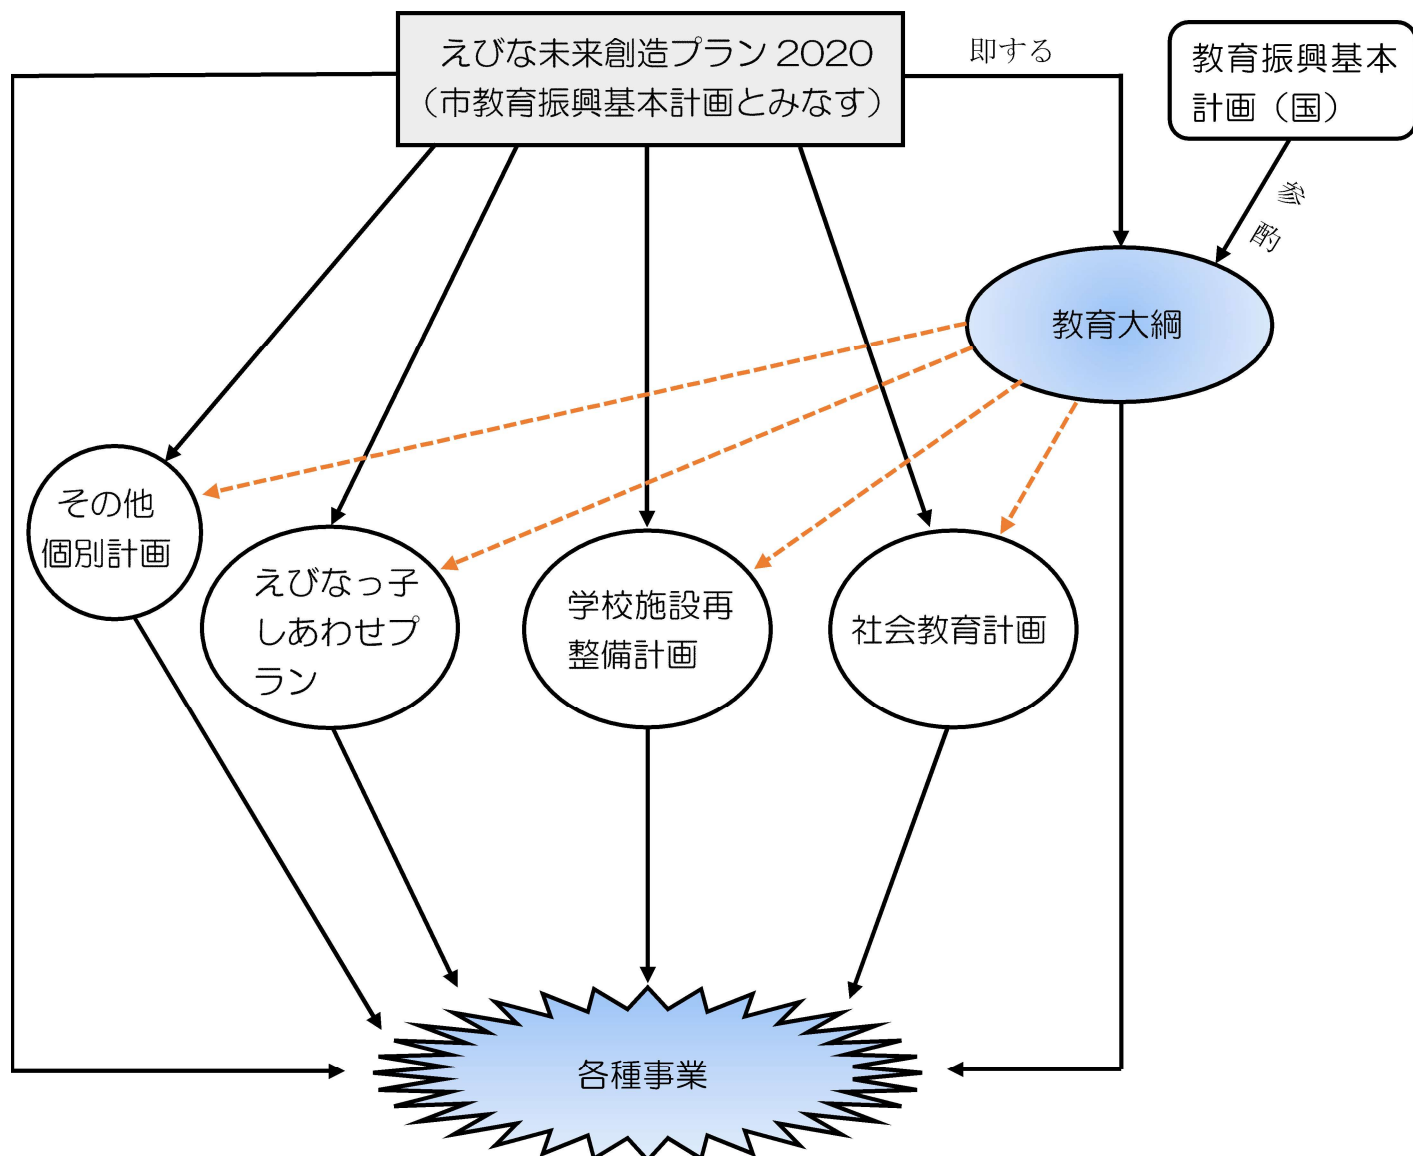 えびな未来創造プラン2020
（市教育振興基本計画とみなす）
即する
教育振興基本
計画（国）
参酌
教育大綱
その他
個別計画
えびなっ子
しあわせプ
ラン
学校施設再
整備計画
社会教育計画
各種事業